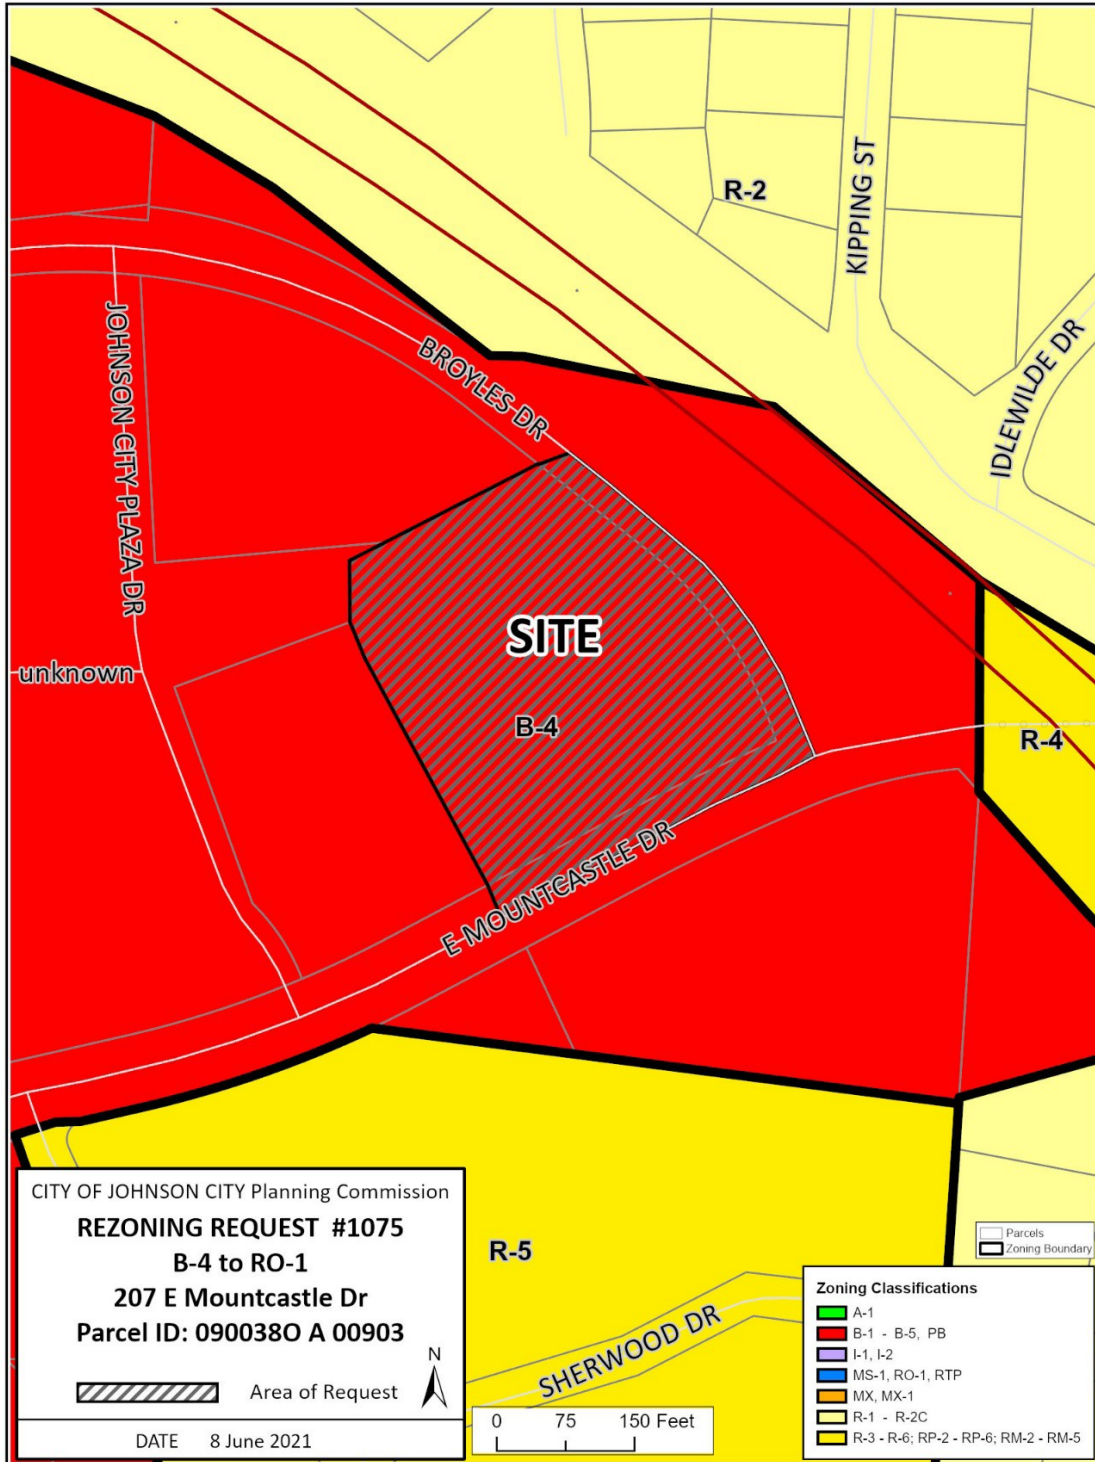 R-2
KIPPING ST
IDLEWILDE DR
JOHNSON CITY PLAZA DR
BROYLES DR
SITE
unknown
B-4
R-4
E MOUNTCASTLE DR
R-5
SHERWOOD DR
CITY OF JOHNSON CITY Planning Commission
REZONING REQUEST #1075
B-4 to RO-1
207 E Mountcastle Dr
Parcel ID: 090038O A 00903
Area of Request
N
DATE 8 June 2021
0 75 150 Feet
Parcels
Zoning Boundary
Zoning Classifications
A-1
B-1 - B-5, PB
I-1, I-2
MS-1, RO-1, RTP
MX, MX-1
R-1 - R-2C
R-3 - R-6; RP-2 - RP-6; RM-2 - RM-5